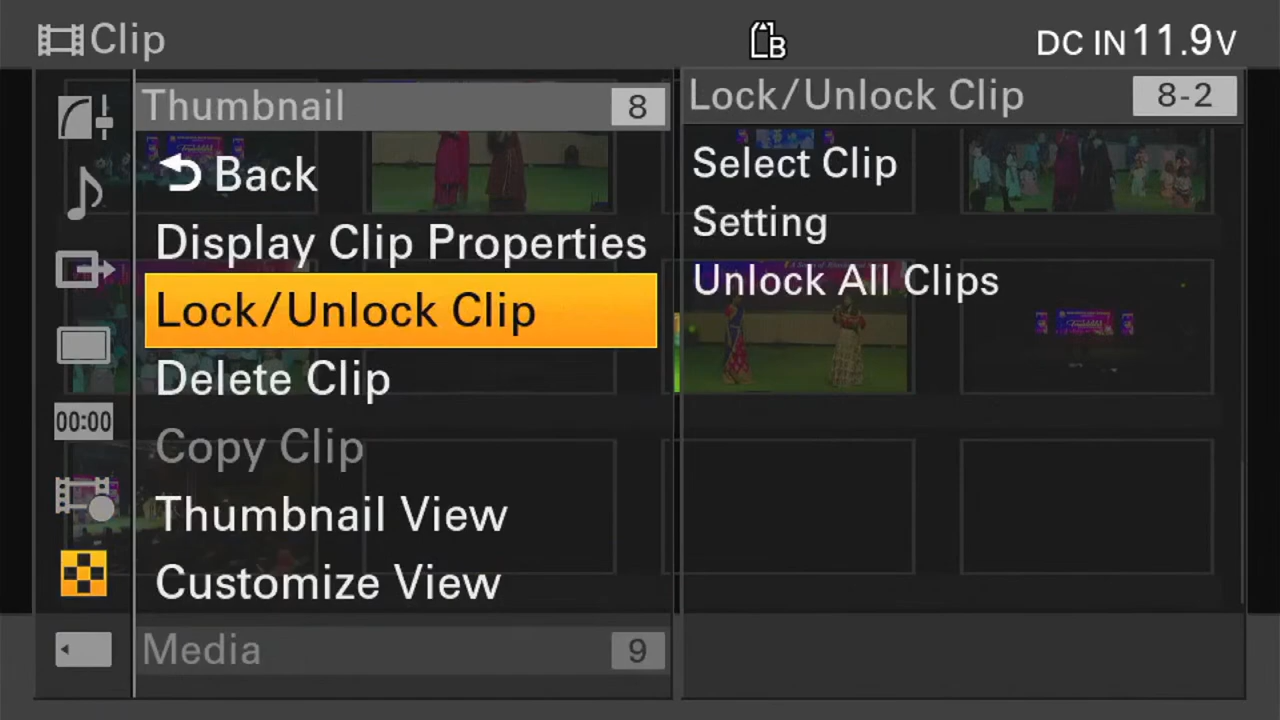 Clip
B
DC IN 11.9V
Thumbnail 8
Back
Display Clip Properties
Lock/Unlock Clip
Delete Clip
Copy Clip
Thumbnail View
Customize View
Media 9
00:00
Lock/Unlock Clip 8-2
Select Clip
Setting
Unlock All Clips